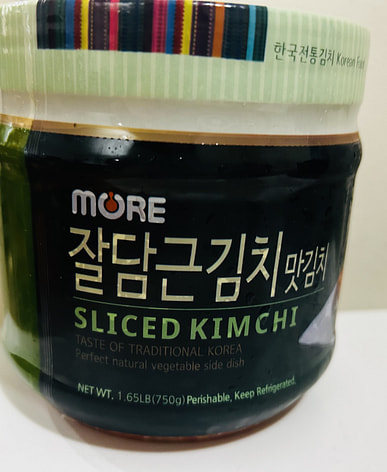 한국전통김치 Korean
MORE
잘담근김치 맛김치
SLICED KIMCHI
TASTE OF TRADITIONAL KOREA
Perfect natural vegetable side dish
NET WT. 1.65LB(750g) Perishable, Keep Refrigerated.